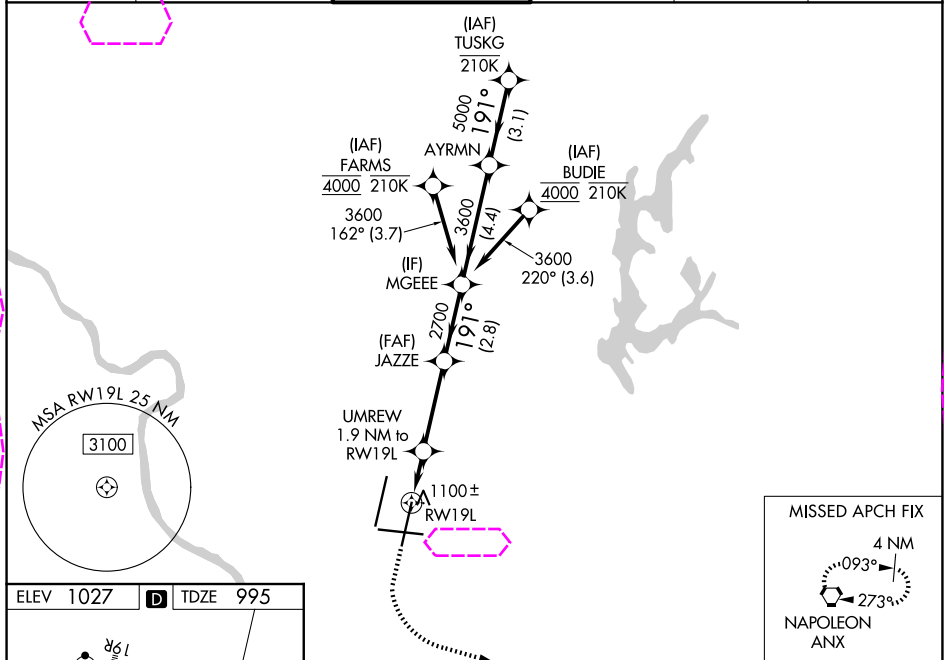 (IAF)
TUSKG
210K
5000
191°
(3.1)
AYRMN
(IAF)
FARMS
4000 210K
(IAF)
BUDIE
4000 210K
3600
162° (3.7)
3600
(4.4)
3600
220° (3.6)
(IF)
MGEEE
2700
191°
(2.8)
(FAF)
JAZZE
UMREW
1.9 NM to
RW19L
1100 ±
RW19L
MSA RW19L 25 NM
3100
MISSED APCH FIX
4 NM
093°
273°
NAPOLEON
ANX
ELEV 1027 D TDZE 995
19R